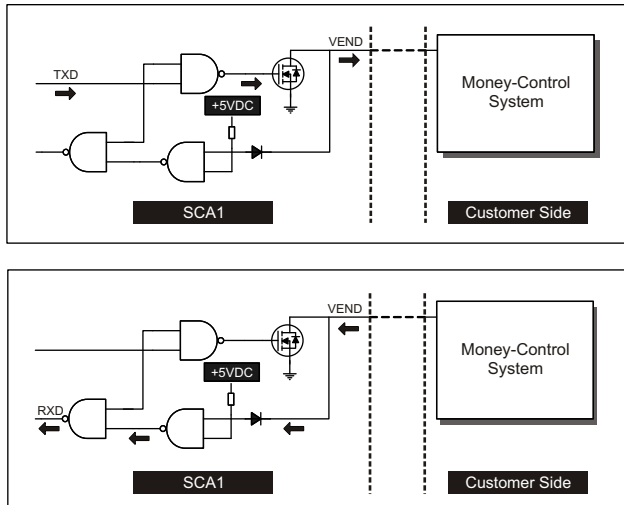 VEND
TXD
Money-Control
System
+5VDC
SCA1
Customer Side
VEND
Money-Control
System
+5VDC
RXD
SCA1
Customer Side